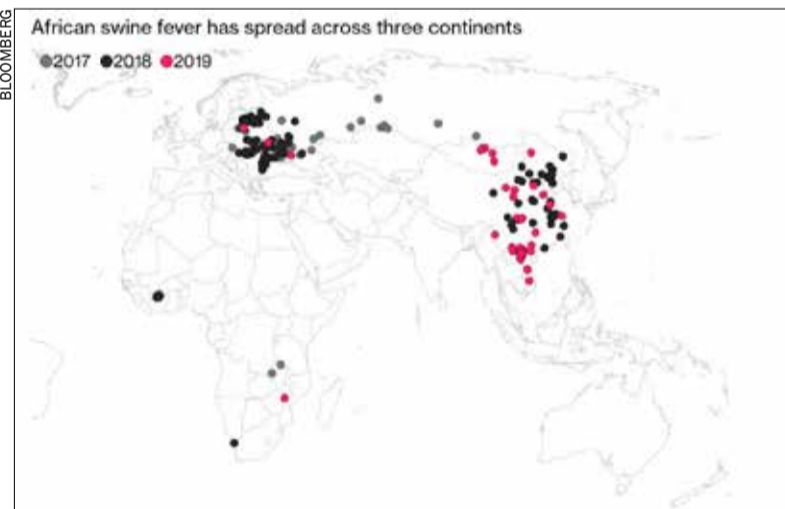 BLOOMBERG
African swine fever has spread across three continents
2017 2018 2019